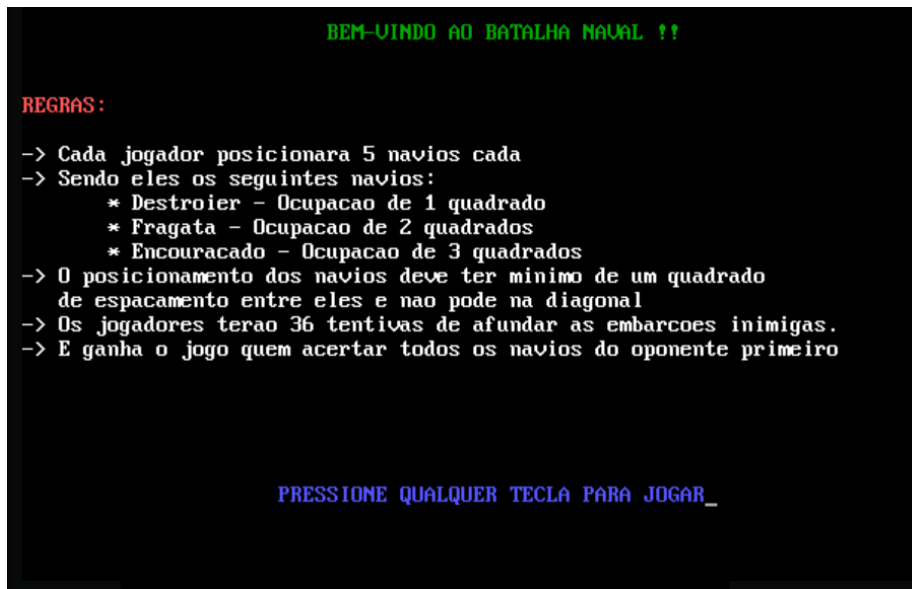 BEM-VINDO AO BATALHA NAVAL !!
REGRAS:
-> Cada jogador posicionara 5 navios cada
-> Sendo eles os seguintes navios:
* Destroier - Ocupacao de 1 quadrado
* Fragata - Ocupacao de 2 quadrados
* Encouracado - Ocupacao de 3 quadrados
-> O posicionamento dos navios deve ter minimo de um quadrado
de espacamento entre eles e nao pode na diagonal
-> Os jogadores terao 36 tentivas de afundar as embarcoes inimigas.
-> E ganha o jogo quem acertar todos os navios do oponente primeiro
PRESSIONE QUALQUER TECLA PARA JOGAR_